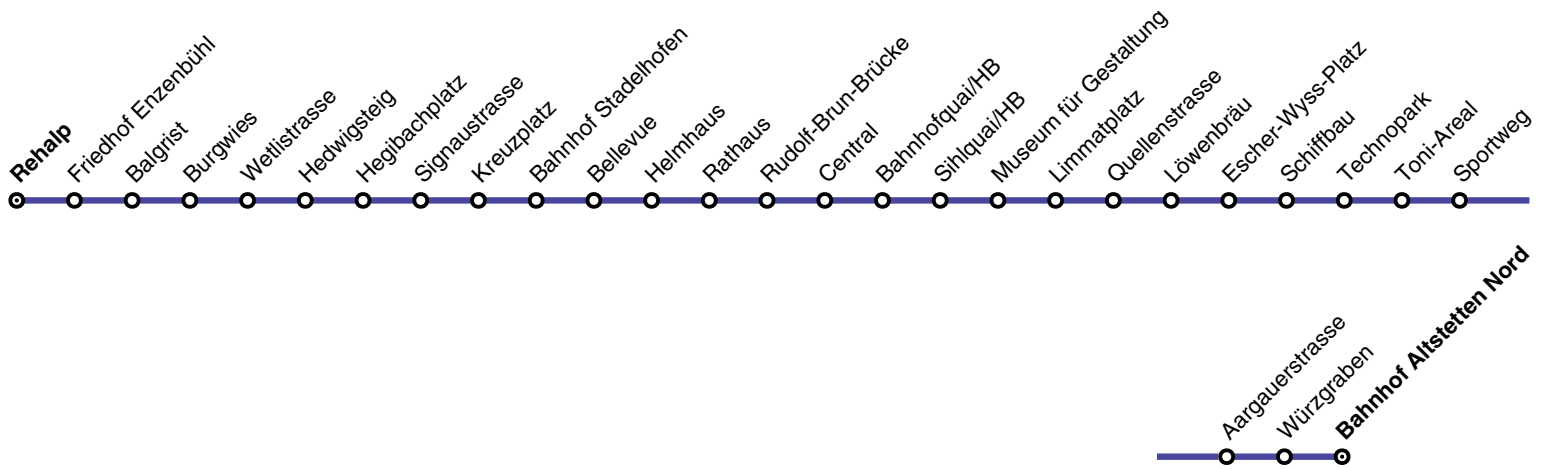 Rehalp
Friedhof Enzenbühl
Balgrist
Burgwies
Wetlistrasse
Hedwigsteig
Hegibachplatz
Signaustrasse
Kreuzplatz
Bahnhof Stadelhofen
Bellevue
Helmhaus
Rathaus
Rudolf-Brun-Brücke
Central
Bahnhofquai/HB
Sihlquai/HB
Museum für Gestaltung
Limmatplatz
Quellenstrasse
Löwenbräu
Escher-Wyss-Platz
Schiffbau
Technopark
Toni-Areal
Sportweg
Aargauerstrasse
Würzgraben
Bahnhof Altstetten Nord